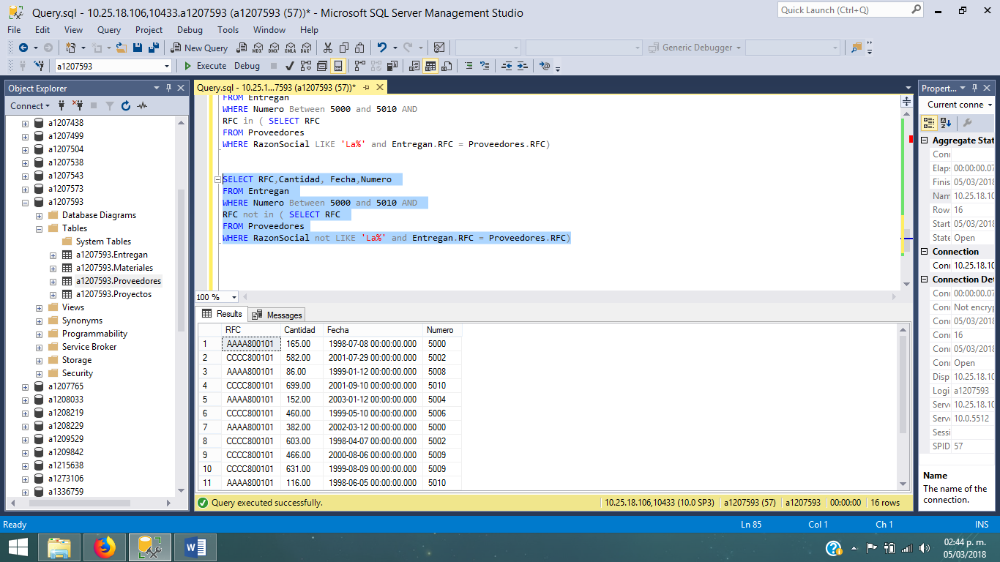 Query.sql - 10.25.18.106,10433.a1207593 (a1207593 (57))* - Microsoft SQL Server Management Studio
Quick Launch (Ctrl+Q)
File Edit View Query Project Debug Tools Window Help
New Query
MDX DMX XMLA DAX
Generic Debugger
a1207593
Execute Debug
Object Explorer
Connect
a1207438
a1207499
a1207504
a1207538
a1207543
a1207573
a1207593
Database Diagrams
Tables
System Tables
a1207593.Entregan
a1207593.Materiales
a1207593.Proveedores
a1207593.Proyectos
Views
Synonyms
Programmability
Service Broker
Storage
Security
a1207765
a1208033
a1208219
a1208229
a1209529
a1209842
a1215638
a1273106
a1336759
Query.sql - 10.25.1...7593 (a1207593 (57))*
FROM Entregan
WHERE Numero Between 5000 and 5010 AND
RFC in ( SELECT RFC
FROM Proveedores
WHERE RazonSocial LIKE 'La%' and Entregan.RFC = Proveedores.RFC)
SELECT RFC,Cantidad, Fecha,Numero
FROM Entregan
WHERE Numero Between 5000 and 5010 AND
RFC not in ( SELECT RFC
FROM Proveedores
WHERE RazonSocial not LIKE 'La%' and Entregan.RFC = Proveedores.RFC)
100 %
Results Messages
RFC Cantidad Fecha Numero
1 AAAA800101 165.00 1998-07-08 00:00:00.000 5000
2 CCCC800101 582.00 2001-07-29 00:00:00.000 5002
3 AAAA800101 86.00 1999-01-12 00:00:00.000 5008
4 CCCC800101 699.00 2001-09-10 00:00:00.000 5010
5 AAAA800101 152.00 2003-01-12 00:00:00.000 5004
6 CCCC800101 460.00 1999-05-10 00:00:00.000 5006
7 AAAA800101 382.00 2002-03-12 00:00:00.000 5000
8 CCCC800101 603.00 1998-04-07 00:00:00.000 5002
9 CCCC800101 466.00 2000-08-06 00:00:00.000 5009
10 CCCC800101 631.00 1999-08-09 00:00:00.000 5009
11 AAAA800101 116.00 1998-06-05 00:00:00.000 5010
Query executed successfully.
10.25.18.106,10433 (10.0 SP3) a1207593 (57) a1207593 00:00:00 16 rows
Propert...
Current conne
Aggregate Stat
Coni
Elap: 00:00:00.07
Finis 05/03/2018
Nam 10.25.18.10
Row 16
Start 05/03/2018
State Open
Connection
Coni 10.25.18.10
Connection Det
Coni 00:00:00.07
Coni Not encryp
Coni 05/03/2018
Coni 16
Coni 05/03/2018
Coni Open
Disp 10.25.18.10
Logi a1207593
Serve 10.25.18.10
Serve 10.0.5512
Sessi
SPID 57
Name
The name of the
connection.
Ready
Ln 85 Col 1 Ch 1 INS
02:44 p. m.
05/03/2018